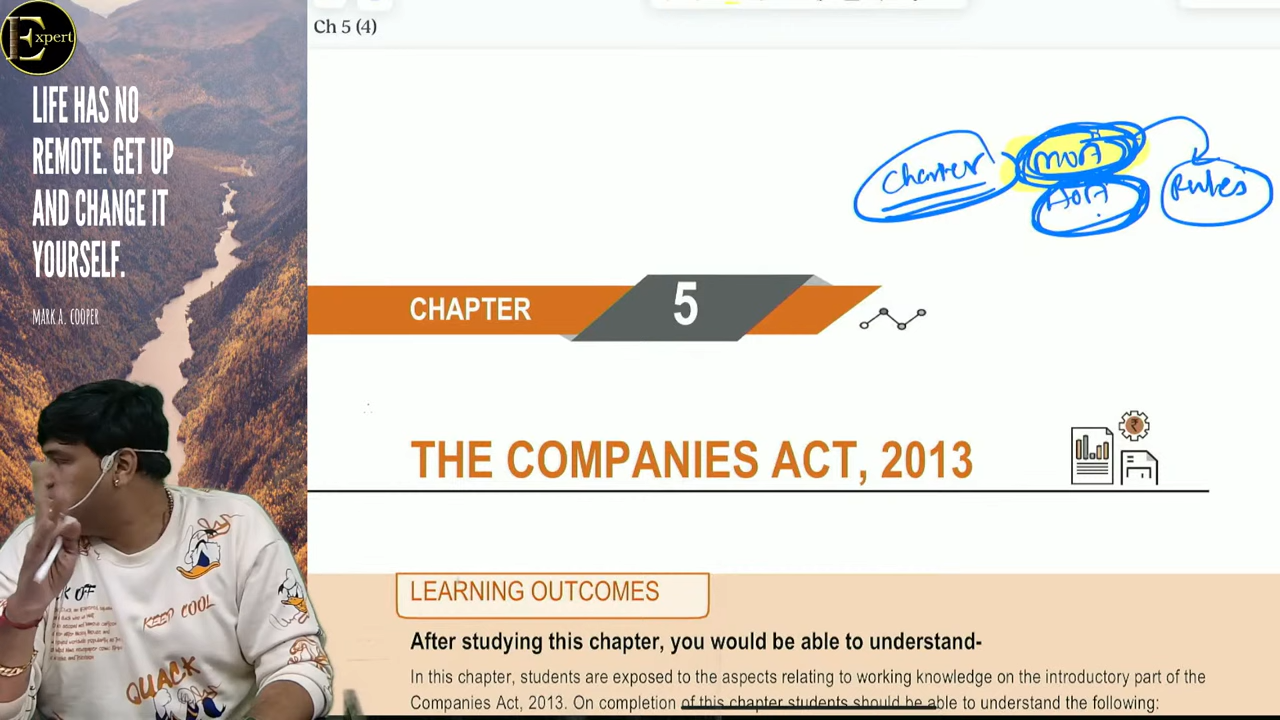 Expert
LIFE HAS NO
REMOTE. GET UP
AND CHANGE IT
YOURSELF.
MARK A. COOPER
Ch 5 (4)
Charter
MOA
AOA
Rules
CHAPTER
5
THE COMPANIES ACT, 2013
LEARNING OUTCOMES
After studying this chapter, you would be able to understand-
In this chapter, students are exposed to the aspects relating to working knowledge on the introductory part of the
Companies Act, 2013. On completion of this chapter students should be able to understand the following:
OFF
KEEP COOL
QUACK